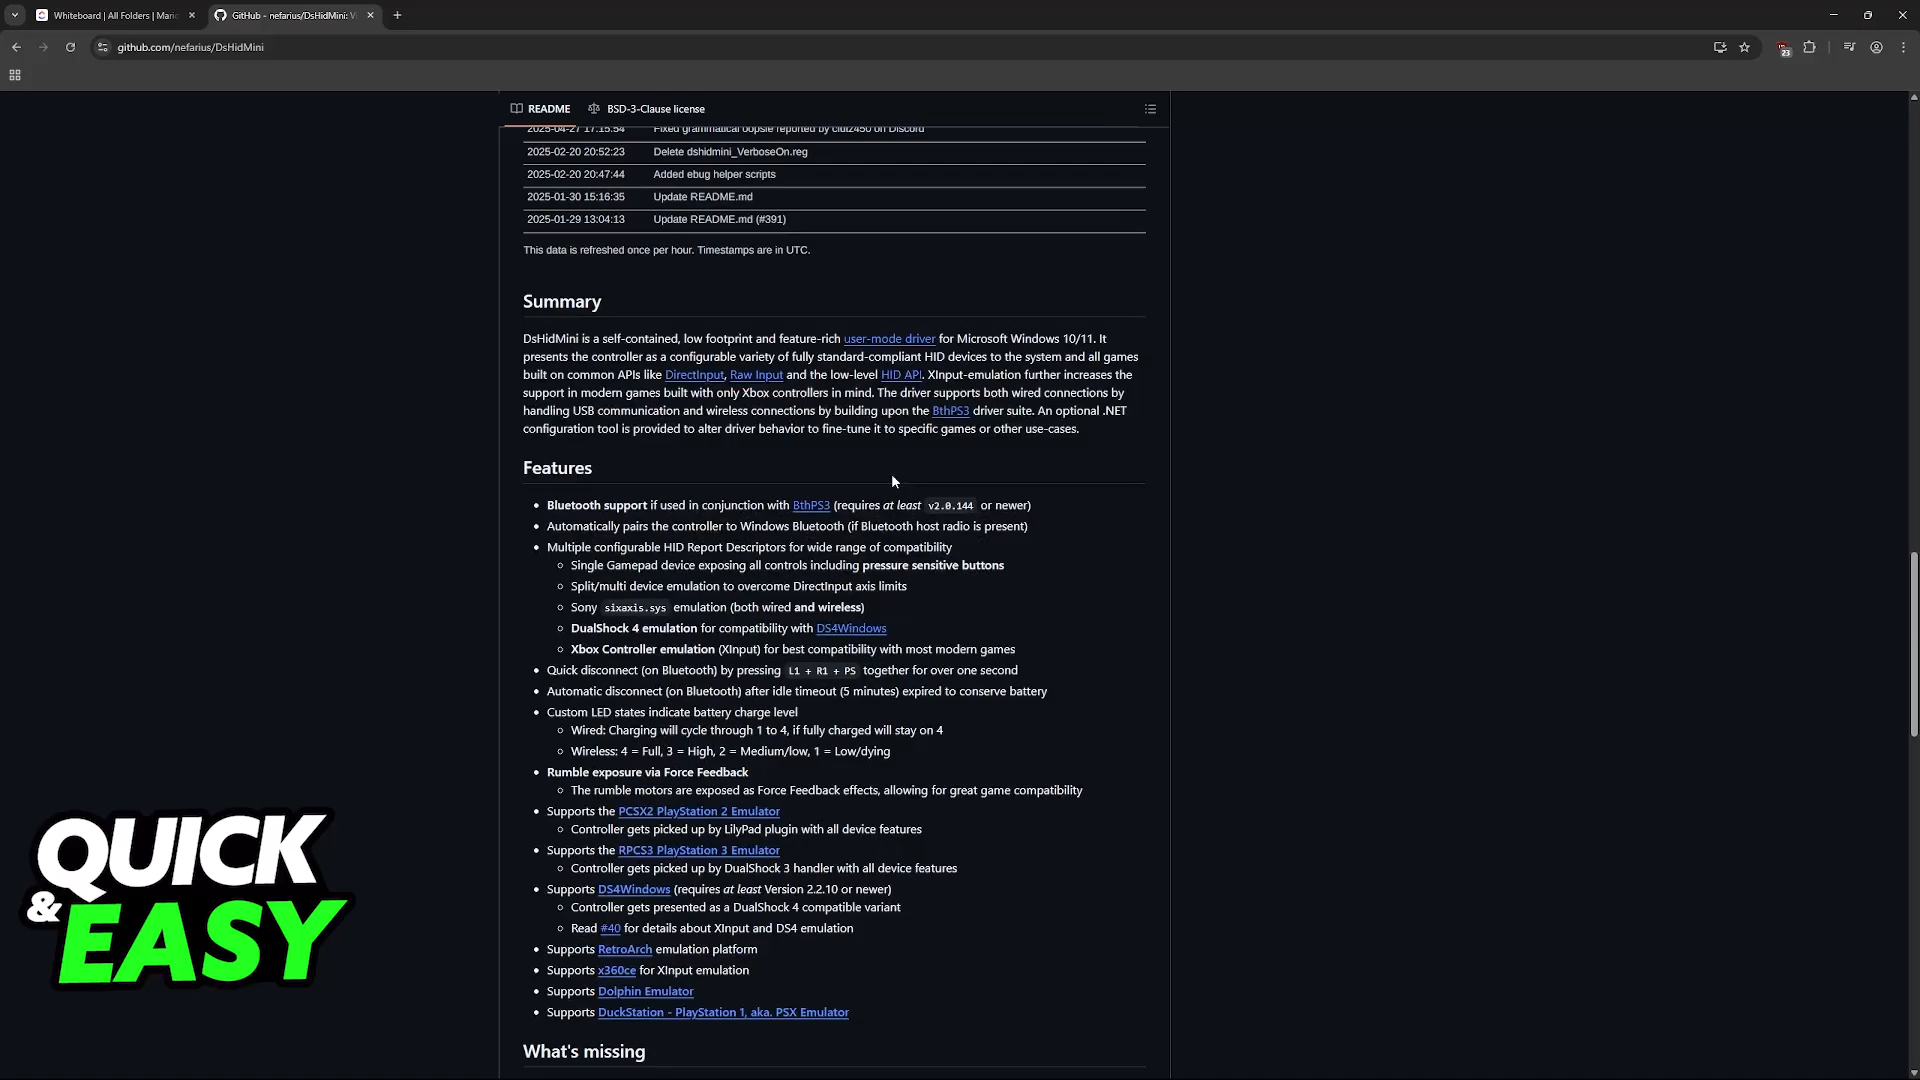 Whiteboard | All Folders | Mari
GitHub - nefarius/DsHidMini: V
github.com/nefarius/DsHidMini
23
README
BSD-3-Clause license
2025-04-27 17:15:54 Fixed grammatical oopsie reported by clutz450 on Discord
2025-02-20 20:52:23 Delete dshidmini_VerboseOn.reg
2025-02-20 20:47:44 Added ebug helper scripts
2025-01-30 15:16:35 Update README.md
2025-01-29 13:04:13 Update README.md (#391)
This data is refreshed once per hour. Timestamps are in UTC.
Summary
DsHidMini is a self-contained, low footprint and feature-rich user-mode driver for Microsoft Windows 10/11. It
presents the controller as a configurable variety of fully standard-compliant HID devices to the system and all games
built on common APIs like DirectInput, Raw Input and the low-level HID API. XInput-emulation further increases the
support in modern games built with only Xbox controllers in mind. The driver supports both wired connections by
handling USB communication and wireless connections by building upon the BthPS3 driver suite. An optional .NET
configuration tool is provided to alter driver behavior to fine-tune it to specific games or other use-cases.
Features
• Bluetooth support if used in conjunction with BthPS3 (requires at least v2.0.144 or newer)
• Automatically pairs the controller to Windows Bluetooth (if Bluetooth host radio is present)
• Multiple configurable HID Report Descriptors for wide range of compatibility
◦ Single Gamepad device exposing all controls including pressure sensitive buttons
◦ Split/multi device emulation to overcome DirectInput axis limits
◦ Sony sixaxis.sys emulation (both wired and wireless)
◦ DualShock 4 emulation for compatibility with DS4Windows
◦ Xbox Controller emulation (XInput) for best compatibility with most modern games
• Quick disconnect (on Bluetooth) by pressing L1 + R1 + PS together for over one second
• Automatic disconnect (on Bluetooth) after idle timeout (5 minutes) expired to conserve battery
• Custom LED states indicate battery charge level
◦ Wired: Charging will cycle through 1 to 4, if fully charged will stay on 4
◦ Wireless: 4 = Full, 3 = High, 2 = Medium/low, 1 = Low/dying
• Rumble exposure via Force Feedback
◦ The rumble motors are exposed as Force Feedback effects, allowing for great game compatibility
• Supports the PCSX2 PlayStation 2 Emulator
◦ Controller gets picked up by LilyPad plugin with all device features
• Supports the RPCS3 PlayStation 3 Emulator
◦ Controller gets picked up by DualShock 3 handler with all device features
• Supports DS4Windows (requires at least Version 2.2.10 or newer)
◦ Controller gets presented as a DualShock 4 compatible variant
◦ Read #40 for details about XInput and DS4 emulation
• Supports RetroArch emulation platform
• Supports x360ce for XInput emulation
• Supports Dolphin Emulator
• Supports DuckStation - PlayStation 1, aka. PSX Emulator
What's missing
QUICK
& EASY